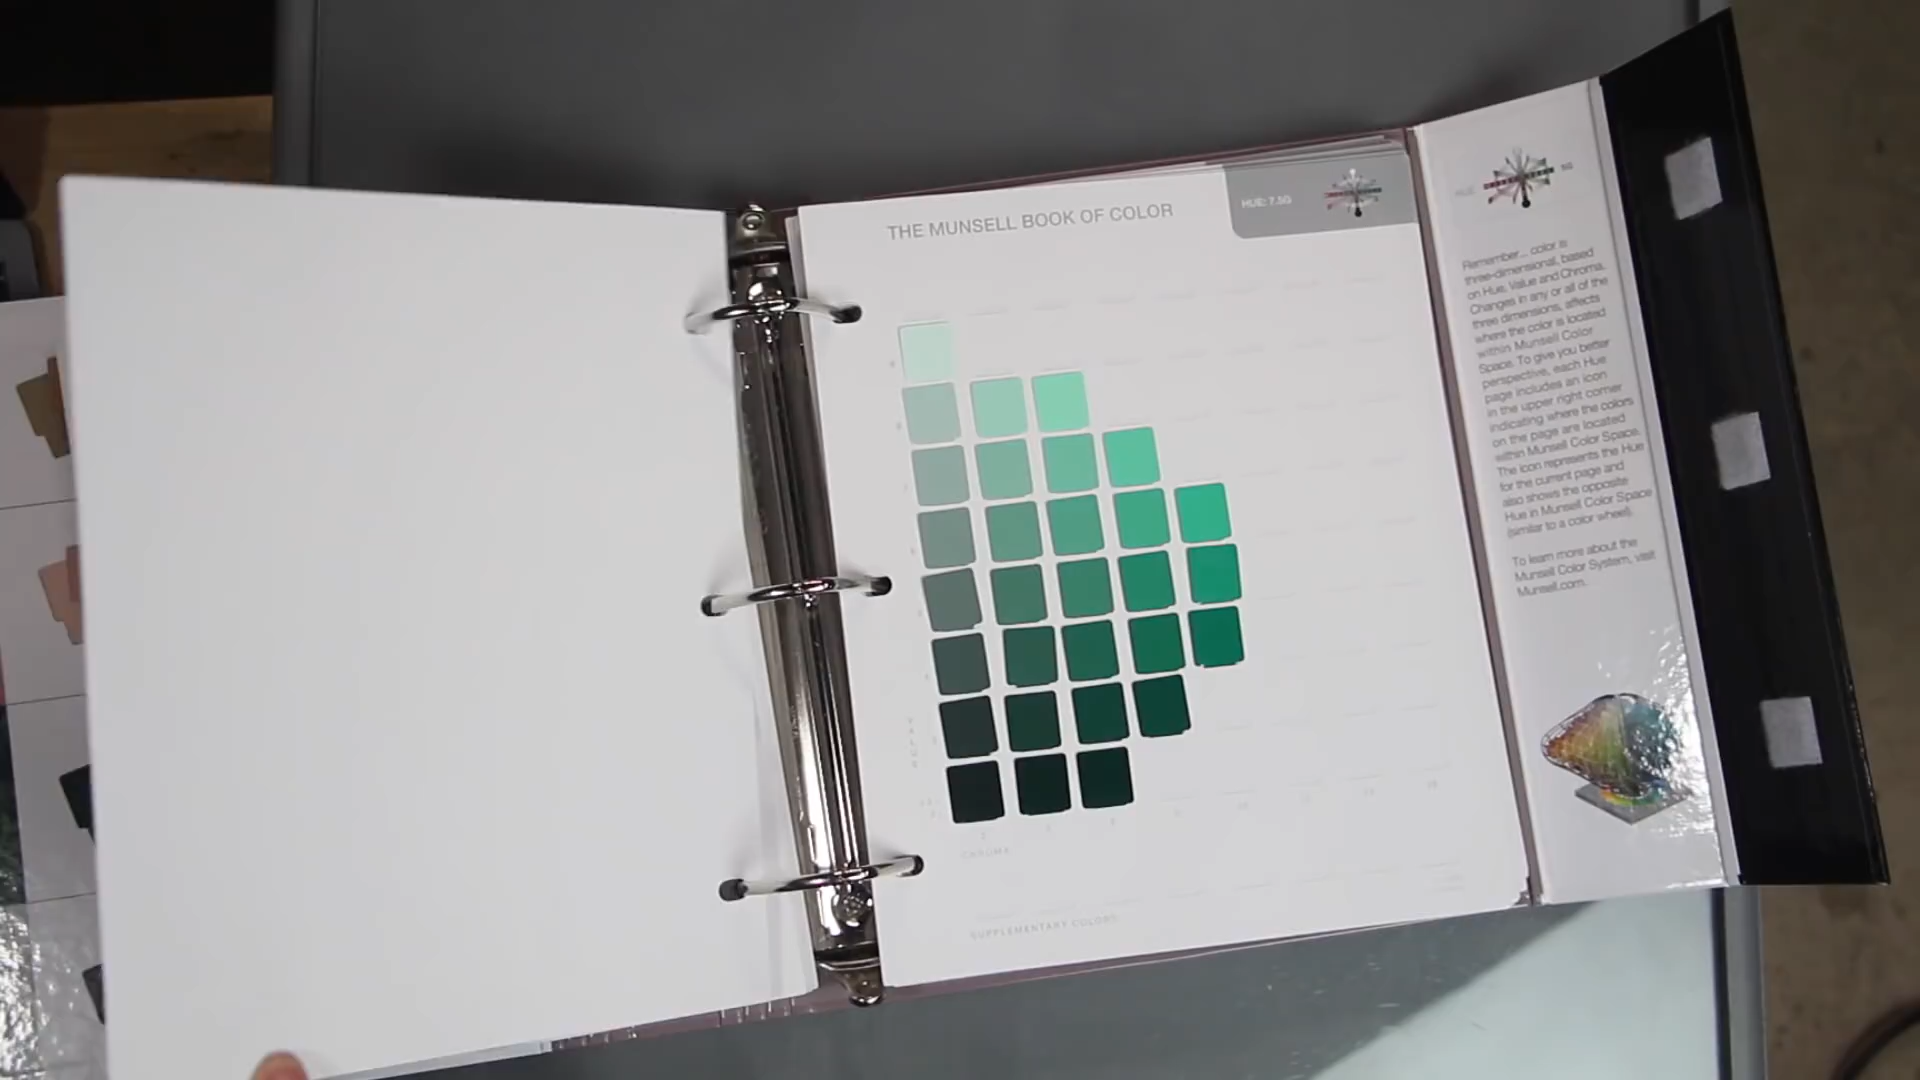 THE MUNSELL BOOK OF COLOR
HUE: 7.5G
VALUE
CHROMA
SUPPLEMENTARY COLORS
HUE
Remember... color is
three-dimensional, based
on Hue, Value and Chroma.
Changes in any or all of the
three dimensions, affects
where the color is located
within Munsell Color
Space. To give you better
perspective, each Hue
page includes an icon
in the upper right corner
indicating where the colors
on the page are located
within Munsell Color Space.
The icon represents the Hue
for the current page and
also shows the opposite
Hue in Munsell Color Space
(similar to a color wheel).
To learn more about the
Munsell Color System, visit
Munsell.com.